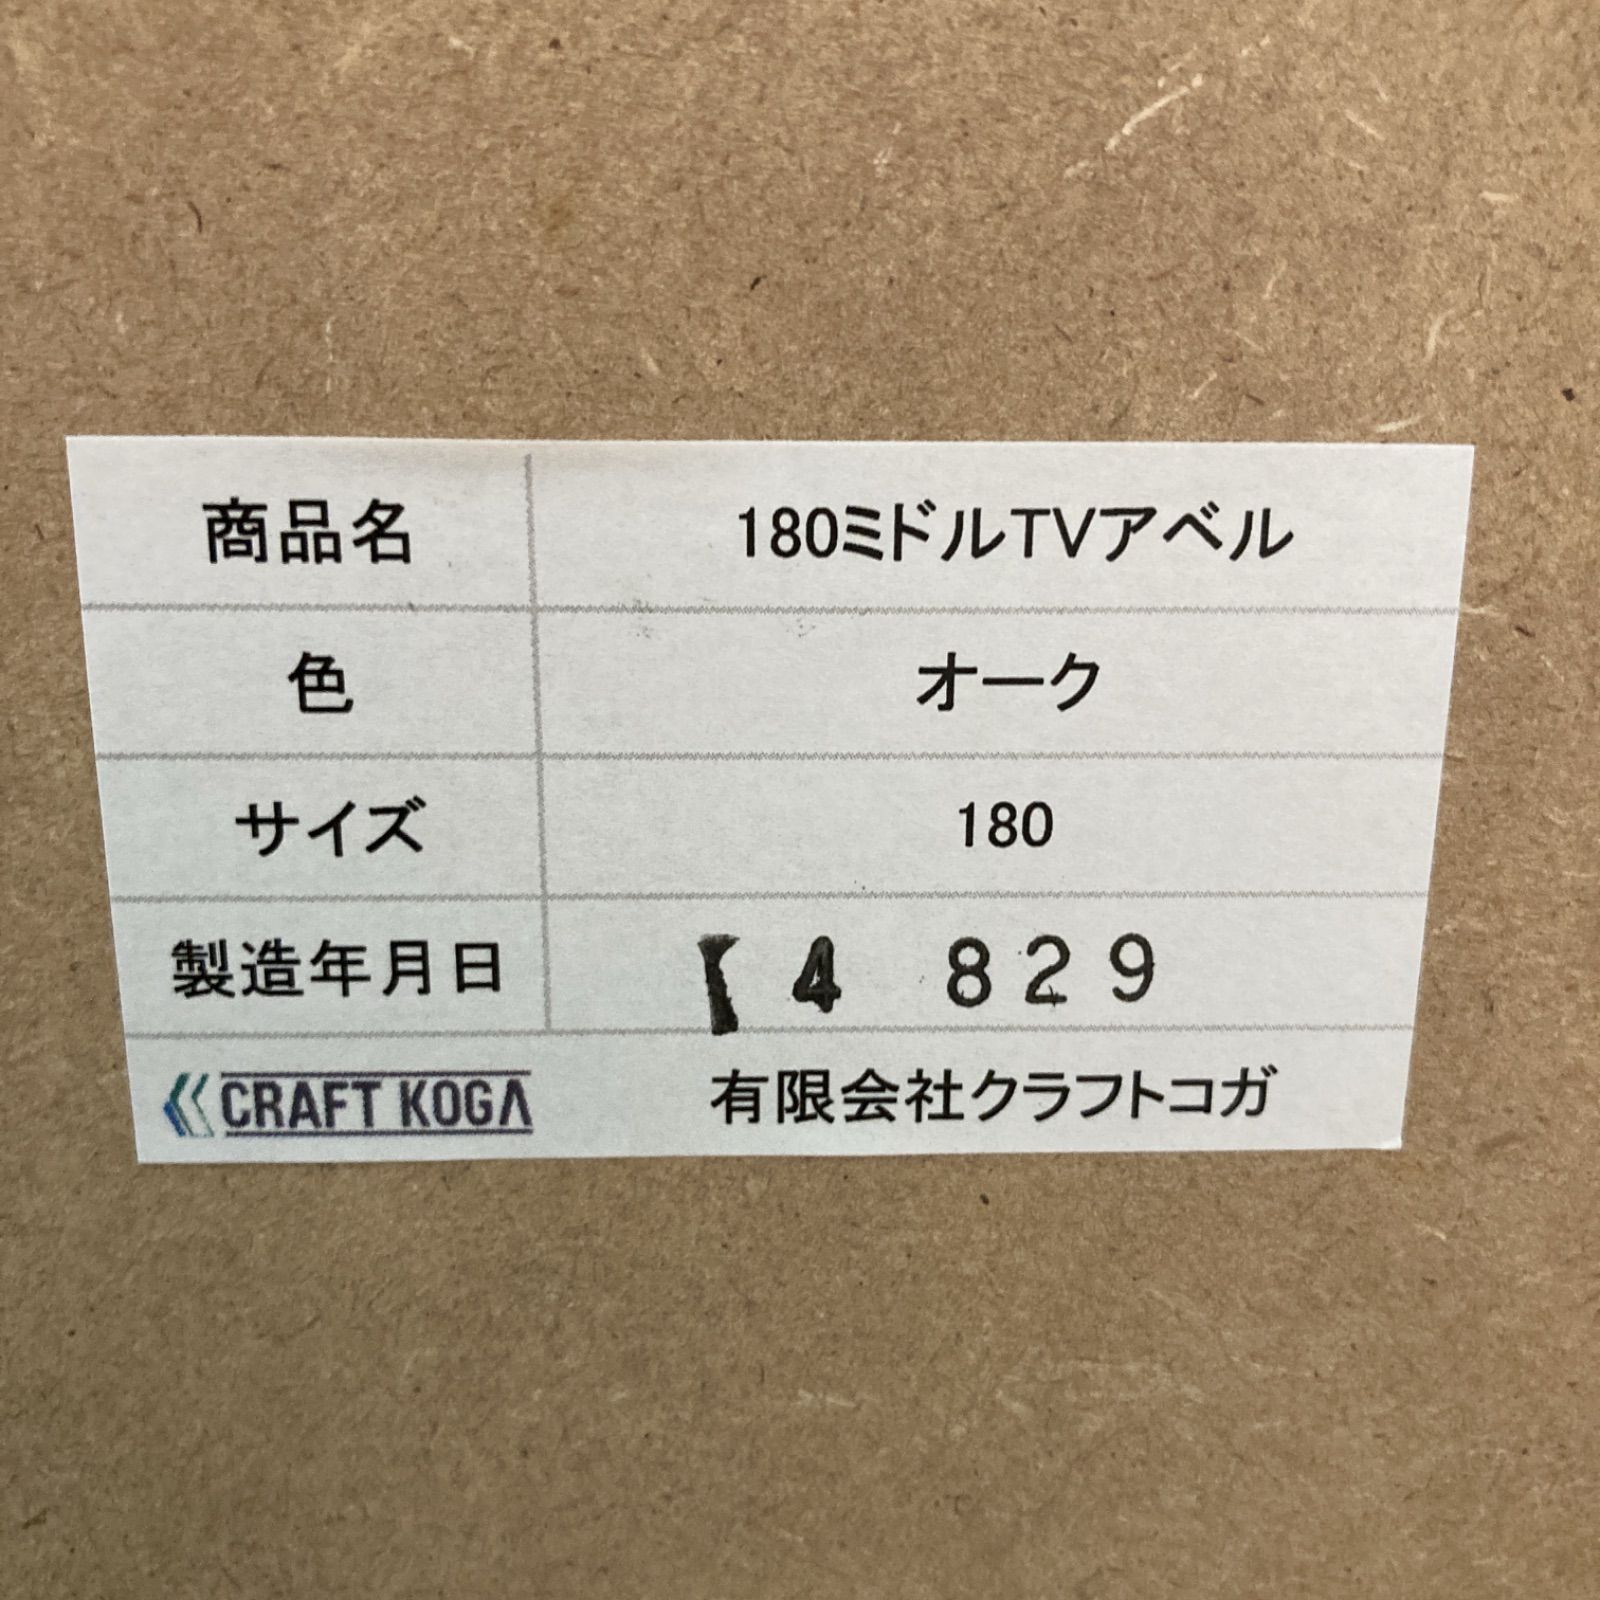 商品名 180ミドルTVアベル
色 オーク
サイズ 180
製造年月日 4 829
CRAFT KOGA 有限会社クラフトコガ